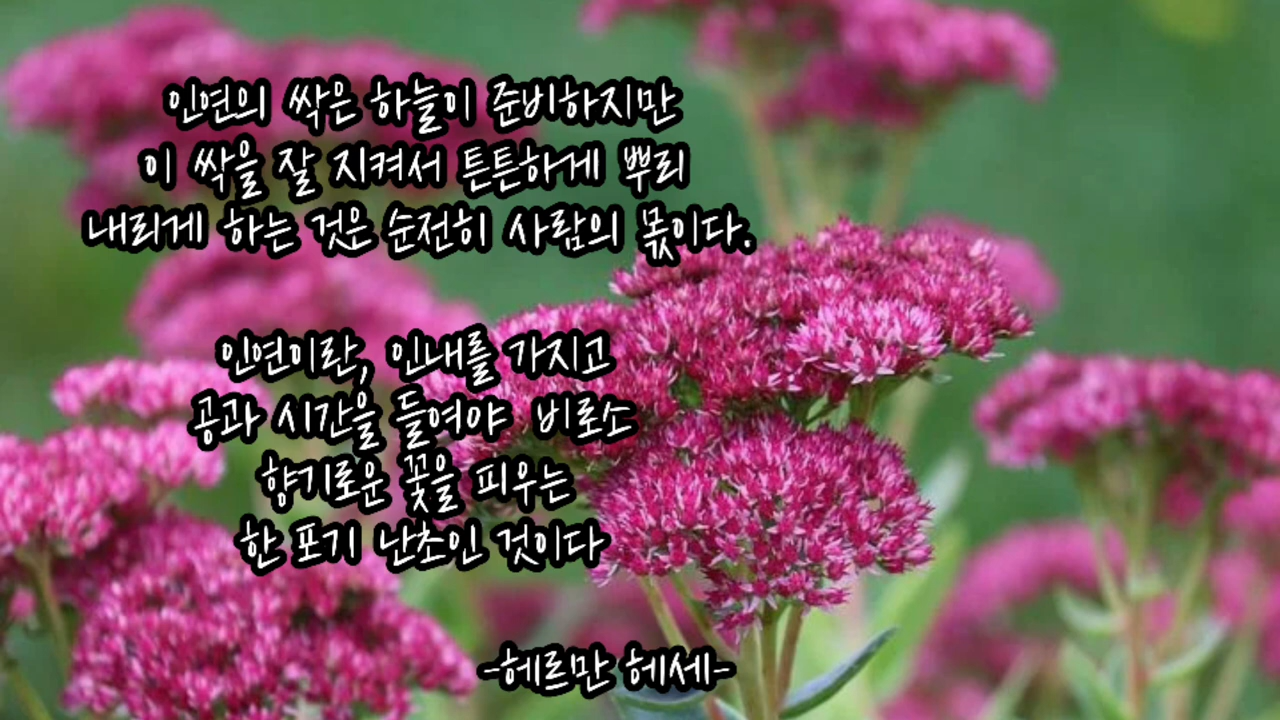 인연의 싹은 하늘이 준비하지만
이 싹을 잘 지켜서 튼튼하게 뿌리
내리게 하는 것은 순전히 사람의 몫이다.
인연이란, 인내를 가지고
공과 시간을 들여야 비로소
향기로운 꽃을 피우는
한 포기 난초인 것이다
-헤르만 헤세-